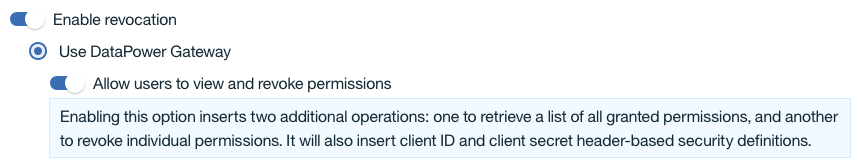 Enable revocation
Use DataPower Gateway
Allow users to view and revoke permissions
Enabling this option inserts two additional operations: one to retrieve a list of all granted permissions, and another
to revoke individual permissions. It will also insert client ID and client secret header-based security definitions.